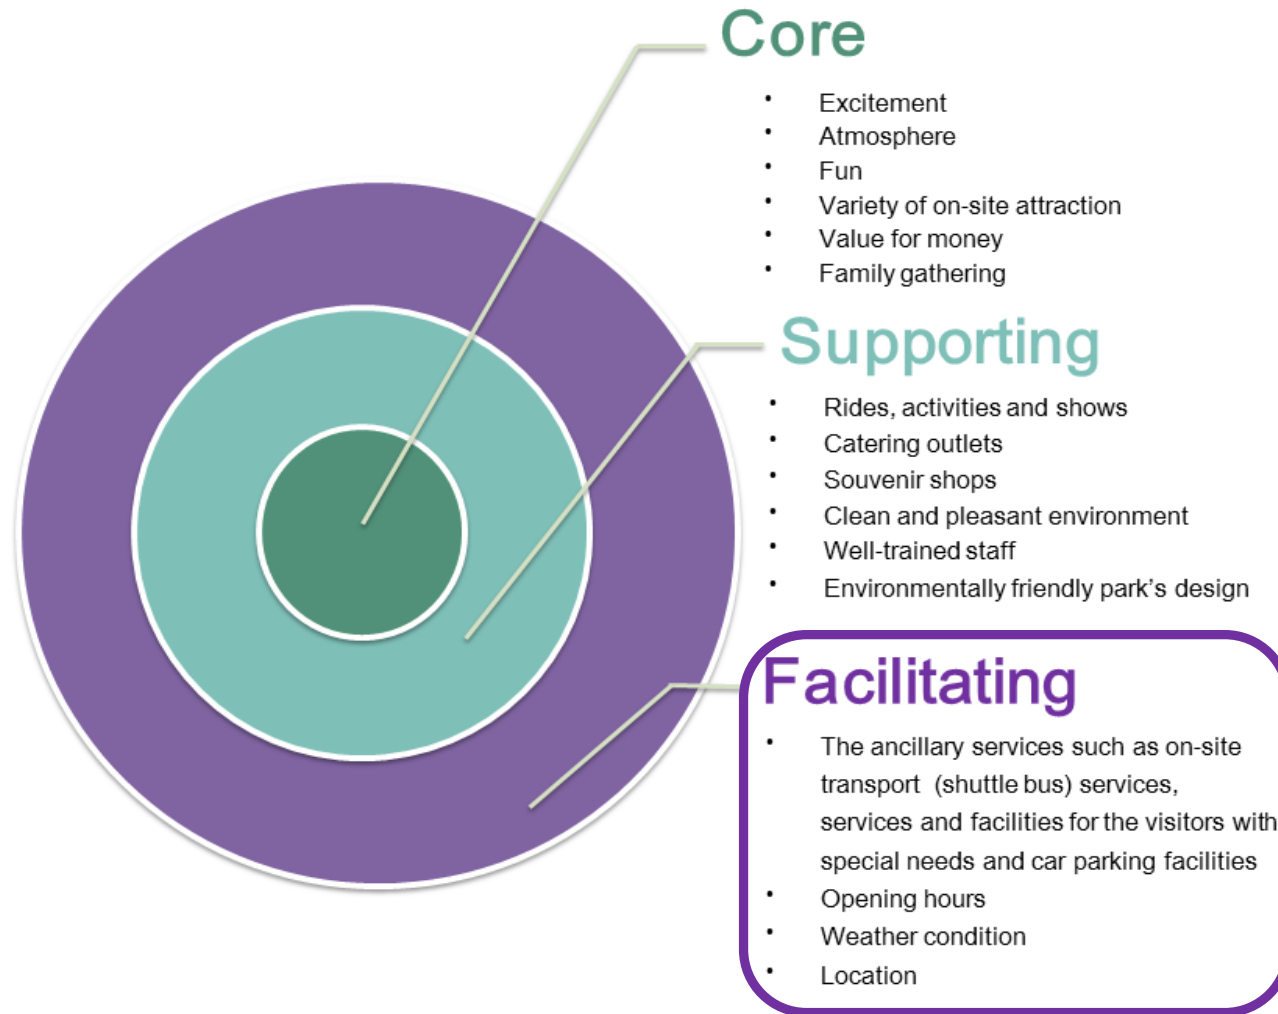 Core
• Excitement
• Atmosphere
• Fun
• Variety of on-site attraction
• Value for money
• Family gathering
Supporting
• Rides, activities and shows
• Catering outlets
• Souvenir shops
• Clean and pleasant environment
• Well-trained staff
• Environmentally friendly park's design
Facilitating
• The ancillary services such as on-site
transport (shuttle bus) services,
services and facilities for the visitors with
special needs and car parking facilities
• Opening hours
• Weather condition
• Location